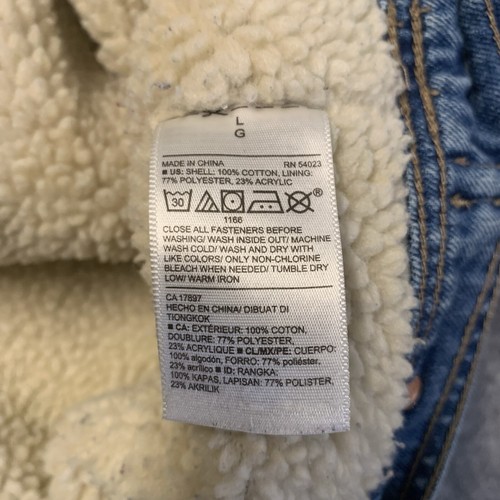 L
G
MADE IN CHINA RN 54023
■ US: SHELL: 100% COTTON, LINING:
77% POLYESTER, 23% ACRYLIC
30 ®
1166
CLOSE ALL FASTENERS BEFORE
WASHING/ WASH INSIDE OUT/ MACHINE
WASH COLD/ WASH AND DRY WITH
LIKE COLORS/ ONLY NON-CHLORINE
BLEACH WHEN NEEDED/ TUMBLE DRY
LOW/ WARM IRON
CA 17897
HECHO EN CHINA/ DIBUAT DI
TIONGKOK
■ CA: EXTÉRIEUR: 100% COTON,
DOUBLURE: 77% POLYESTER,
23% ACRYLIQUE ■ CL/MX/PE: CUERPO:
100% algodón, FORRO: 77% poliéster,
23% acrílico ■ ID: RANGKA:
100% KAPAS, LAPISAN: 77% POLISTER,
23% AKRILIK